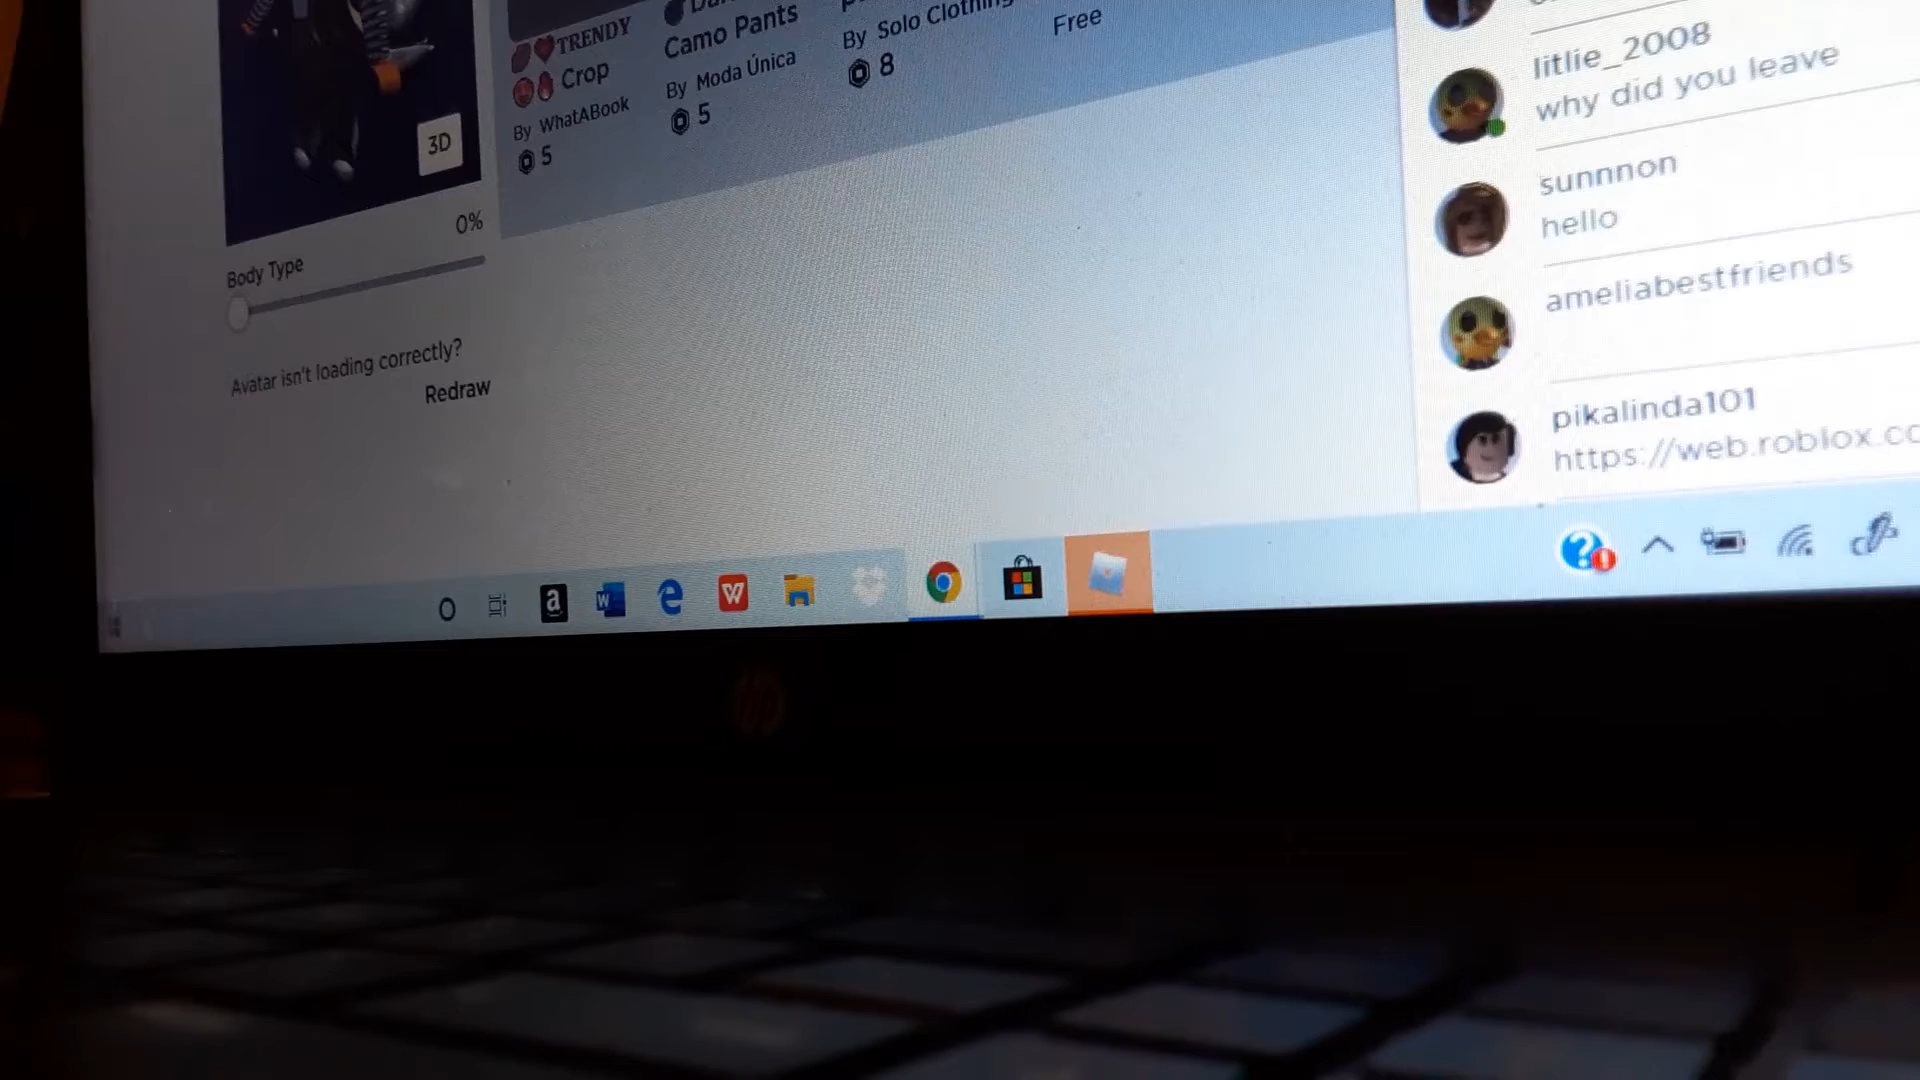 TRENDY
Crop
By WhatABook
5
Camo Pants
By Moda Única
5
By Solo Clothing
8
Free
3D
0%
Body Type
Avatar isn't loading correctly?
Redraw
litlie_2008
why did you leave
sunnnon
hello
ameliabestfriends
pikalinda101
https://web.roblox.co
a
W
e
W
?
!
hp